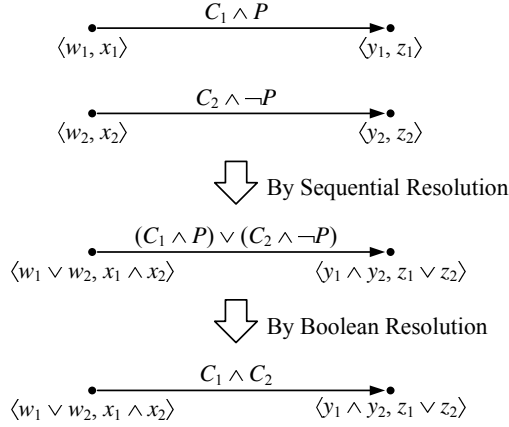 C₁ ∧ P
⟨w₁, x₁⟩ ⟨y₁, z₁⟩
C₂ ∧ ¬P
⟨w₂, x₂⟩ ⟨y₂, z₂⟩
By Sequential Resolution
(C₁ ∧ P) ∨ (C₂ ∧ ¬P)
⟨w₁ ∨ w₂, x₁ ∧ x₂⟩ ⟨y₁ ∧ y₂, z₁ ∨ z₂⟩
By Boolean Resolution
C₁ ∧ C₂
⟨w₁ ∨ w₂, x₁ ∧ x₂⟩ ⟨y₁ ∧ y₂, z₁ ∨ z₂⟩